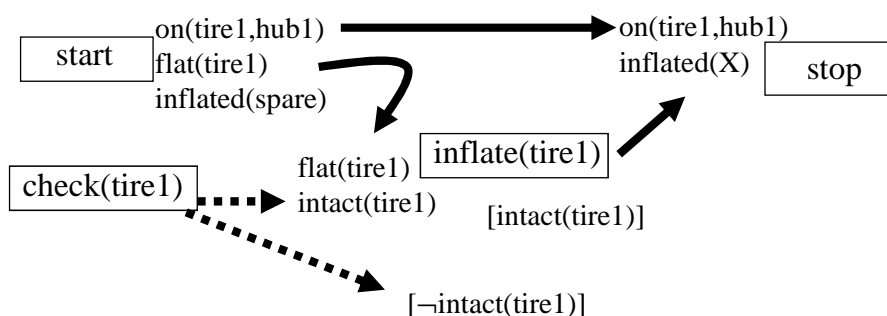 on(tire1,hub1)
start
flat(tire1)
inflated(spare)
on(tire1,hub1)
inflated(X)
stop
check(tire1)
flat(tire1)
intact(tire1)
inflate(tire1)
[intact(tire1)]
[¬intact(tire1)]